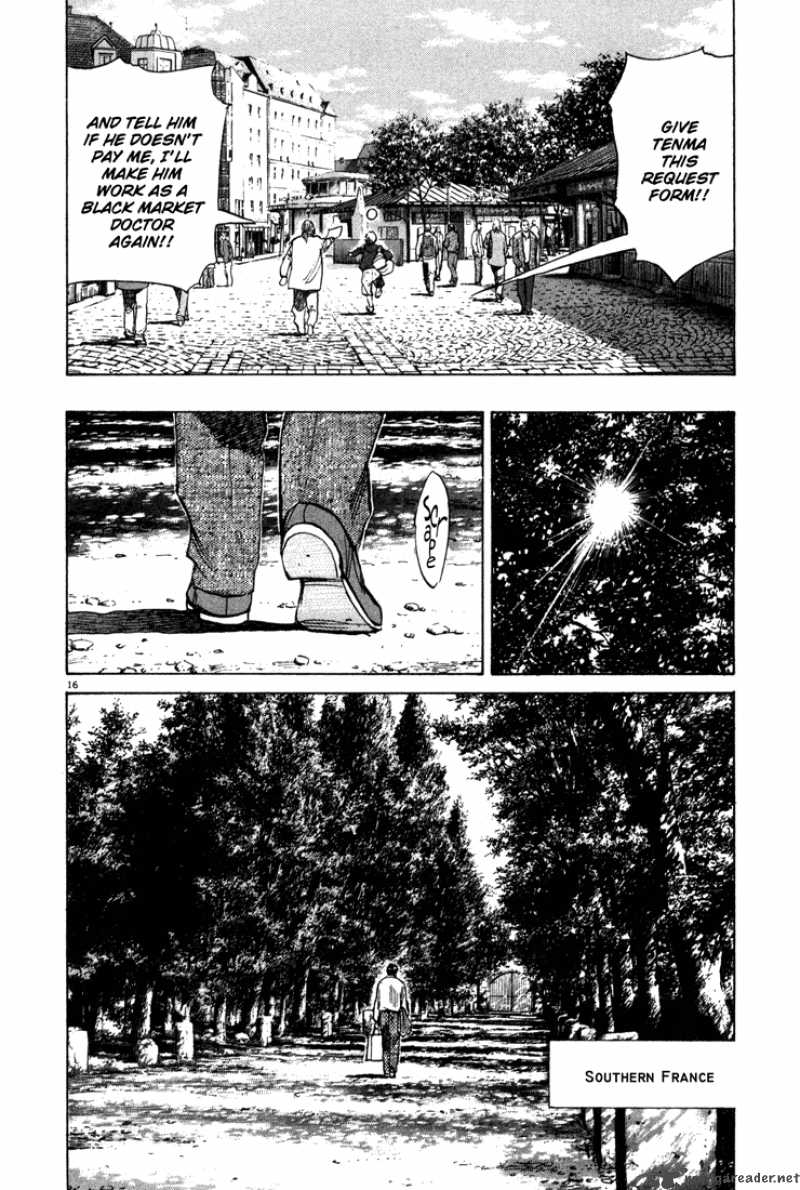 GIVE
TENMA
THIS
REQUEST
FORM!!
AND TELL HIM
IF HE DOESN'T
PAY ME, I'LL
MAKE HIM
WORK AS A
BLACK MARKET
DOCTOR
AGAIN!!
Scrape
16
SOUTHERN FRANCE
gareader.net